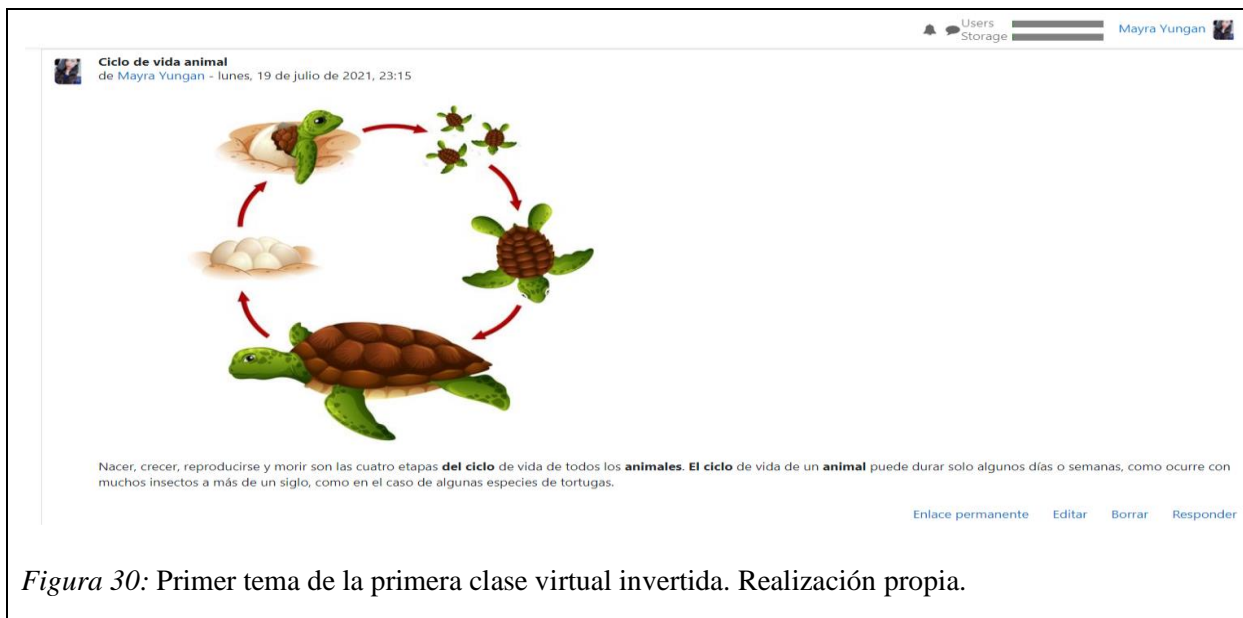 Users
Storage
Mayra Yungan
Ciclo de vida animal
de Mayra Yungan - lunes, 19 de julio de 2021, 23:15
Nacer, crecer, reproducirse y morir son las cuatro etapas del ciclo de vida de todos los animales. El ciclo de vida de un animal puede durar solo algunos días o semanas, como ocurre con
muchos insectos a más de un siglo, como en el caso de algunas especies de tortugas.
Enlace permanente Editar Borrar Responder
Figura 30: Primer tema de la primera clase virtual invertida. Realización propia.